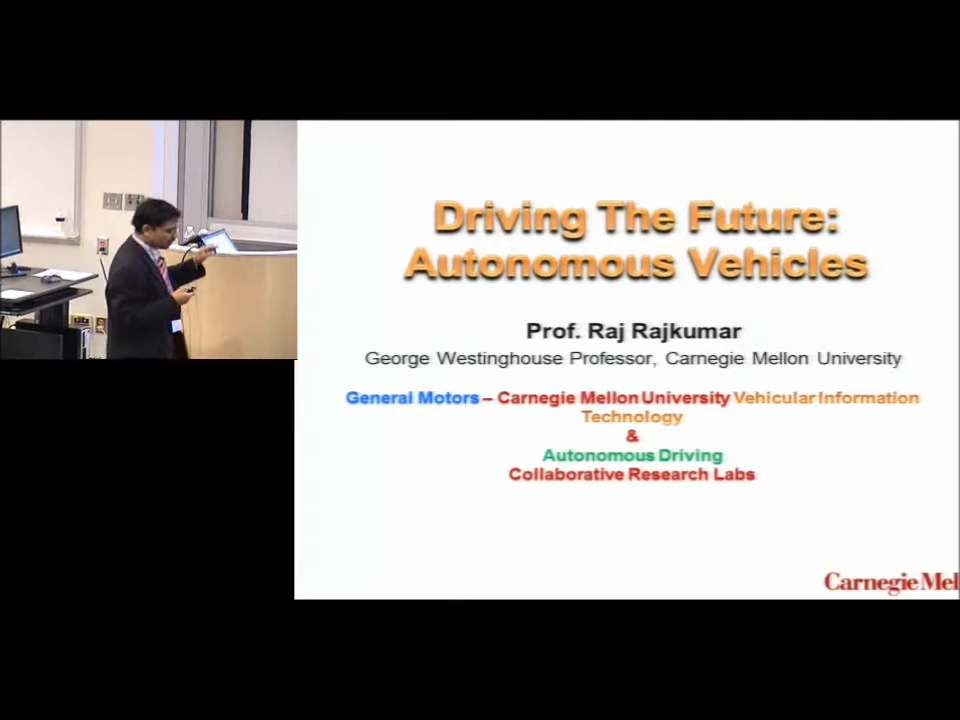 Driving The Future:
Autonomous Vehicles
Prof. Raj Rajkumar
George Westinghouse Professor, Carnegie Mellon University
General Motors – Carnegie Mellon University Vehicular Information
Technology
&
Autonomous Driving
Collaborative Research Labs
Carnegie Mel